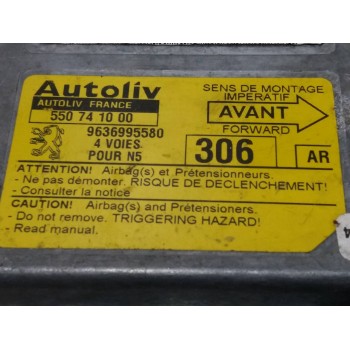 Autoliv
AUTOLIV FRANCE
550 74 10 00
9636995580
4 VOIES
POUR N5
SENS DE MONTAGE
IMPERATIF
AVANT
FORWARD
306
AR
ATTENTION! Airbag(s) et Prétensionneurs.
- Ne pas démonter. RISQUE DE DECLENCHEMENT!
- Consulter la notice
CAUTION! Airbag(s) and Pretensioners.
- Do not remove. TRIGGERING HAZARD!
- Read manual.